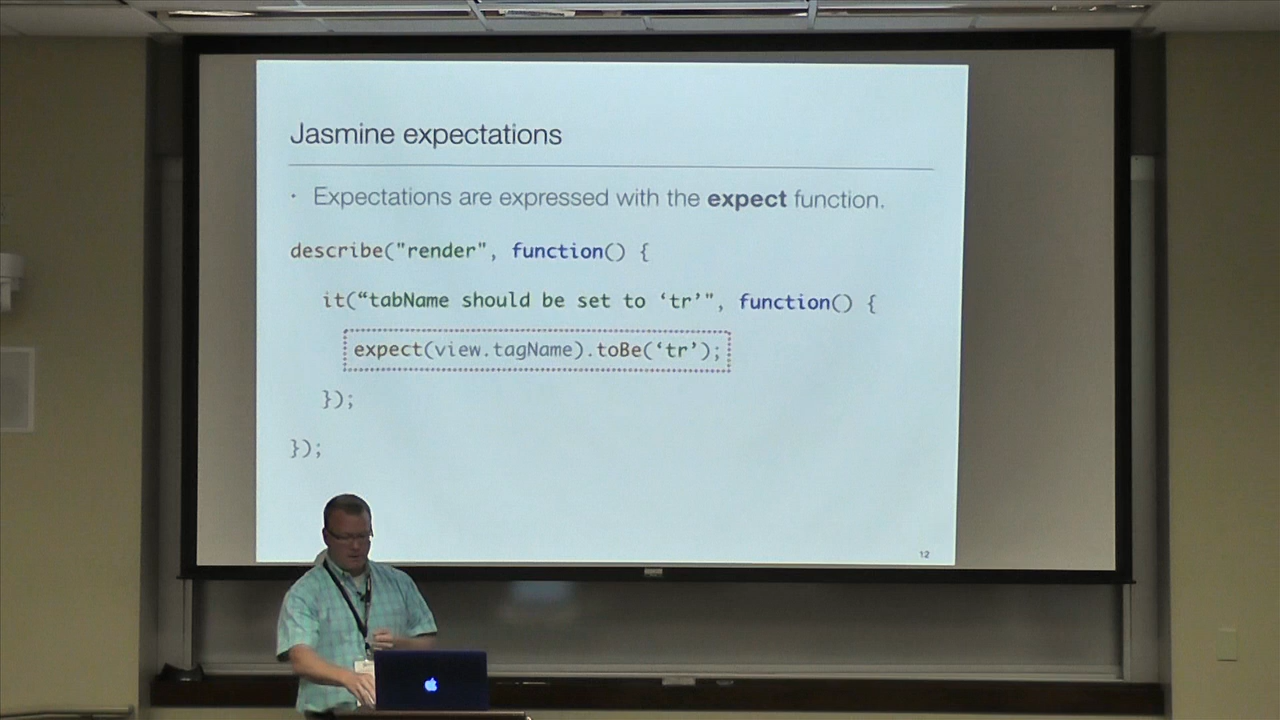 Jasmine expectations
· Expectations are expressed with the expect function.
describe("render", function() {
it(“tabName should be set to ‘tr’", function() {
expect(view.tagName).toBe(‘tr’);
});
});
12